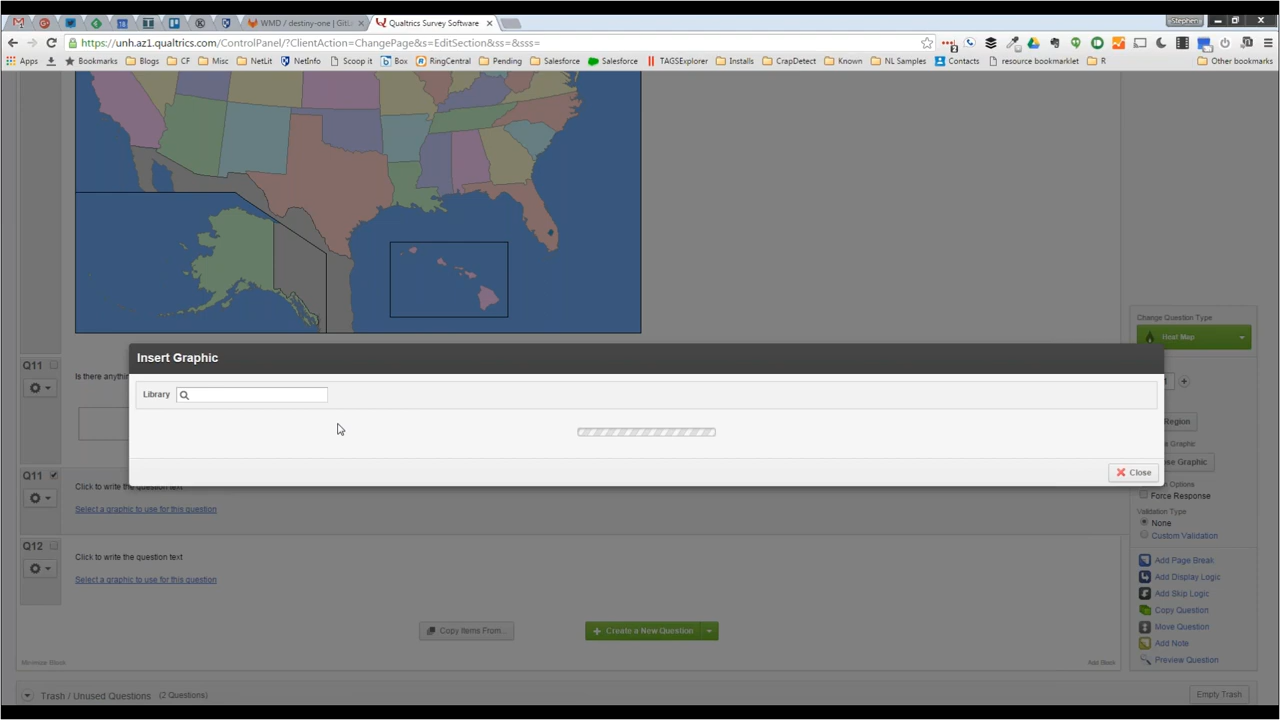 WMD / destiny-one | GitL
Qualtrics Survey Software
Stephen
https://unh.az1.qualtrics.com/ControlPanel/?ClientAction=ChangePage&s=EditSection&ss=&sss=
Apps Bookmarks Blogs CF Misc NetLit NetInfo Scoop it Box RingCentral Pending Salesforce Salesforce TAGSExplorer Installs CrapDetect Known NL Samples Contacts resource bookmarklet R Other bookmarks
Change Question Type
Heat Map
Insert Graphic
Q11
Is there anythi
Library
Region
Close
e Graphic
Options
Force Response
Q11
Click to write the question text
Select a graphic to use for this question
Validation Type
None
Custom Validation
Q12
Click to write the question text
Select a graphic to use for this question
Add Page Break
Add Display Logic
Add Skip Logic
Copy Question
Move Question
Add Note
Preview Question
Copy Items From...
Create a New Question
Minimize Block
Add Block
Trash / Unused Questions (2 Questions)
Empty Trash